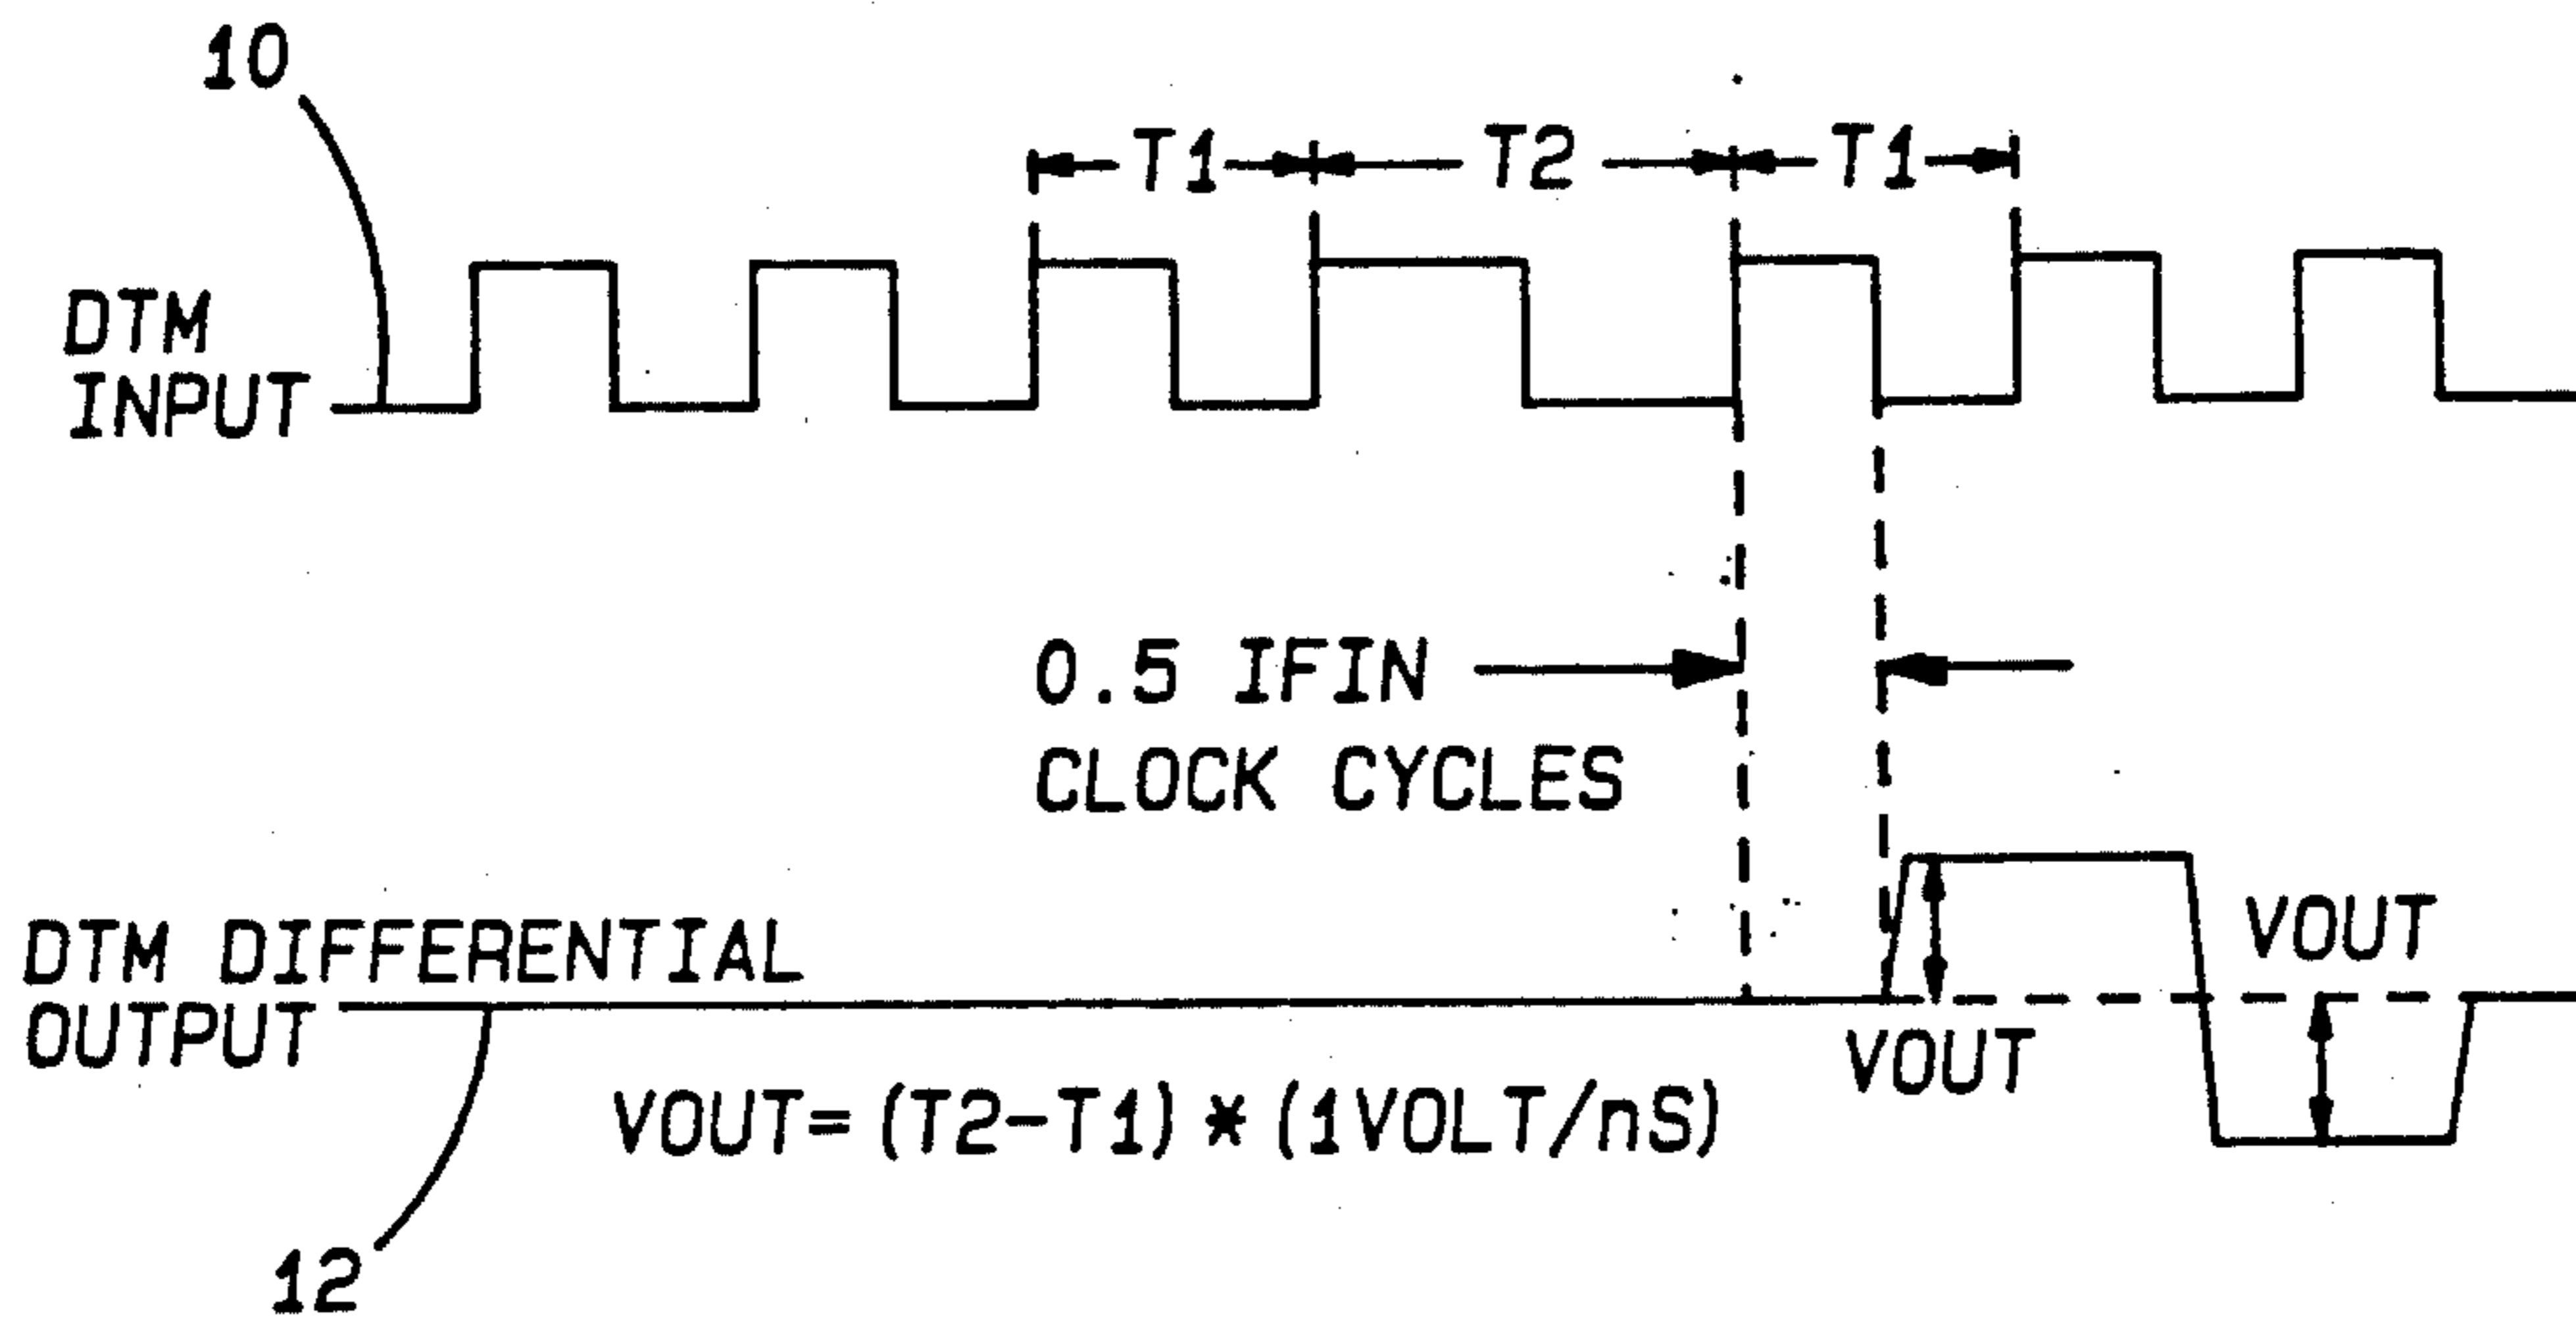 10
T1 T2 T1
DTM
INPUT
0.5 IFIN
CLOCK CYCLES
DTM DIFFERENTIAL
OUTPUT
VOUT
VOUT
VOUT=(T2-T1)*(1VOLT/nS)
12